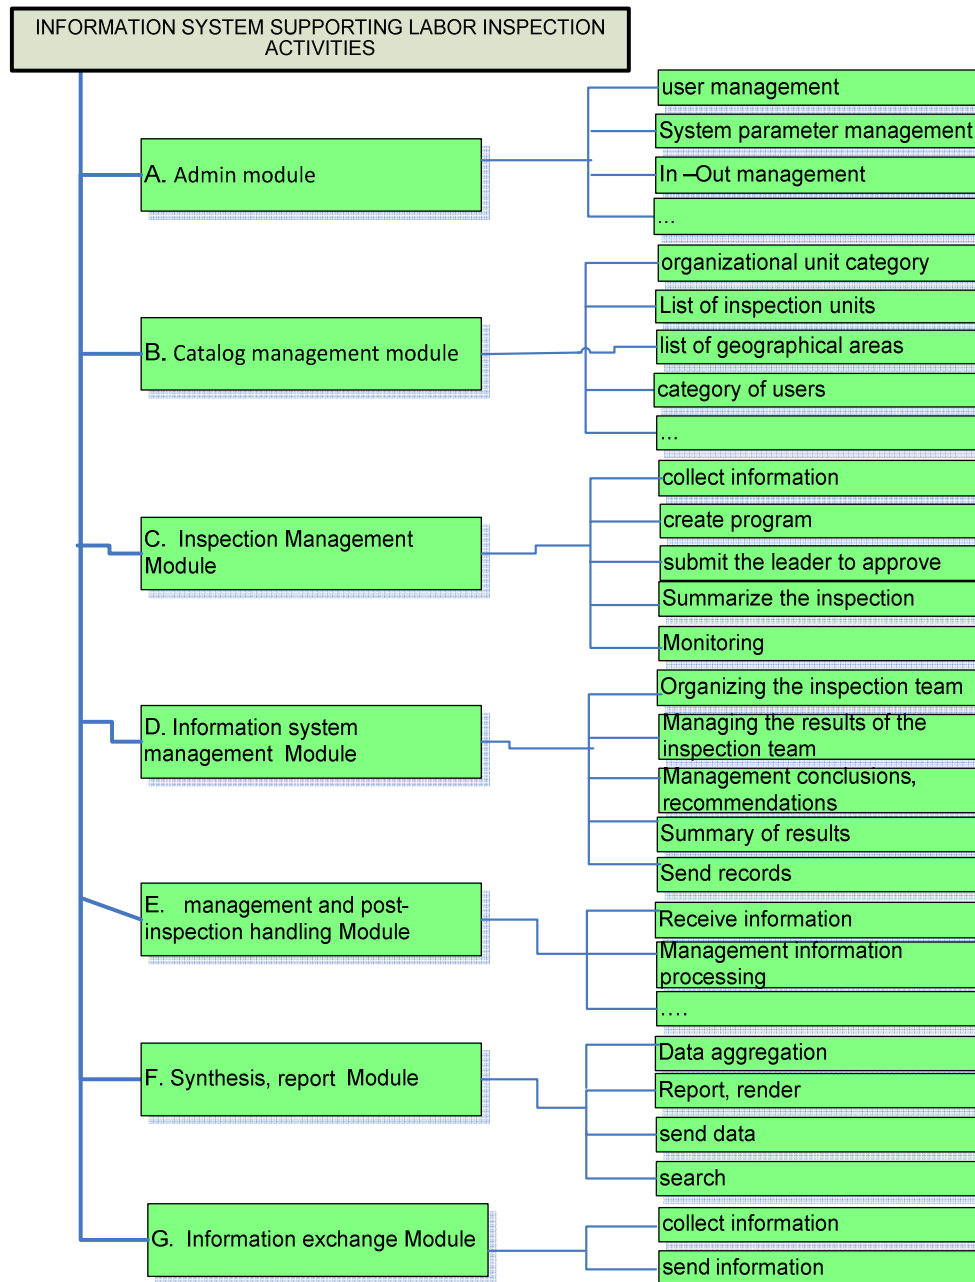 INFORMATION SYSTEM SUPPORTING LABOR INSPECTION
ACTIVITIES
A. Admin module
user management
System parameter management
In –Out management
...
B. Catalog management module
organizational unit category
List of inspection units
list of geographical areas
category of users
...
C. Inspection Management
Module
collect information
create program
submit the leader to approve
Summarize the inspection
Monitoring
D. Information system
management Module
Organizing the inspection team
Managing the results of the
inspection team
Management conclusions,
recommendations
Summary of results
Send records
E. management and post-
inspection handling Module
Receive information
Management information
processing
....
F. Synthesis, report Module
Data aggregation
Report, render
send data
search
G. Information exchange Module
collect information
send information